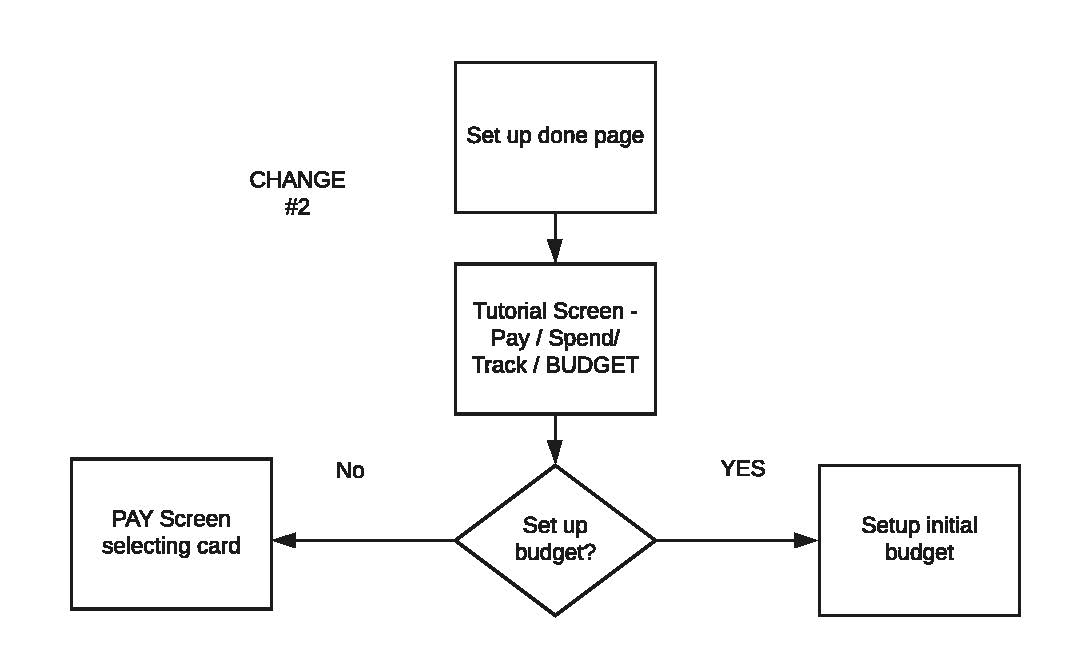 Set up done page
CHANGE
#2
Tutorial Screen -
Pay / Spend/
Track / BUDGET
No
YES
PAY Screen
selecting card
Set up
budget?
Setup initial
budget